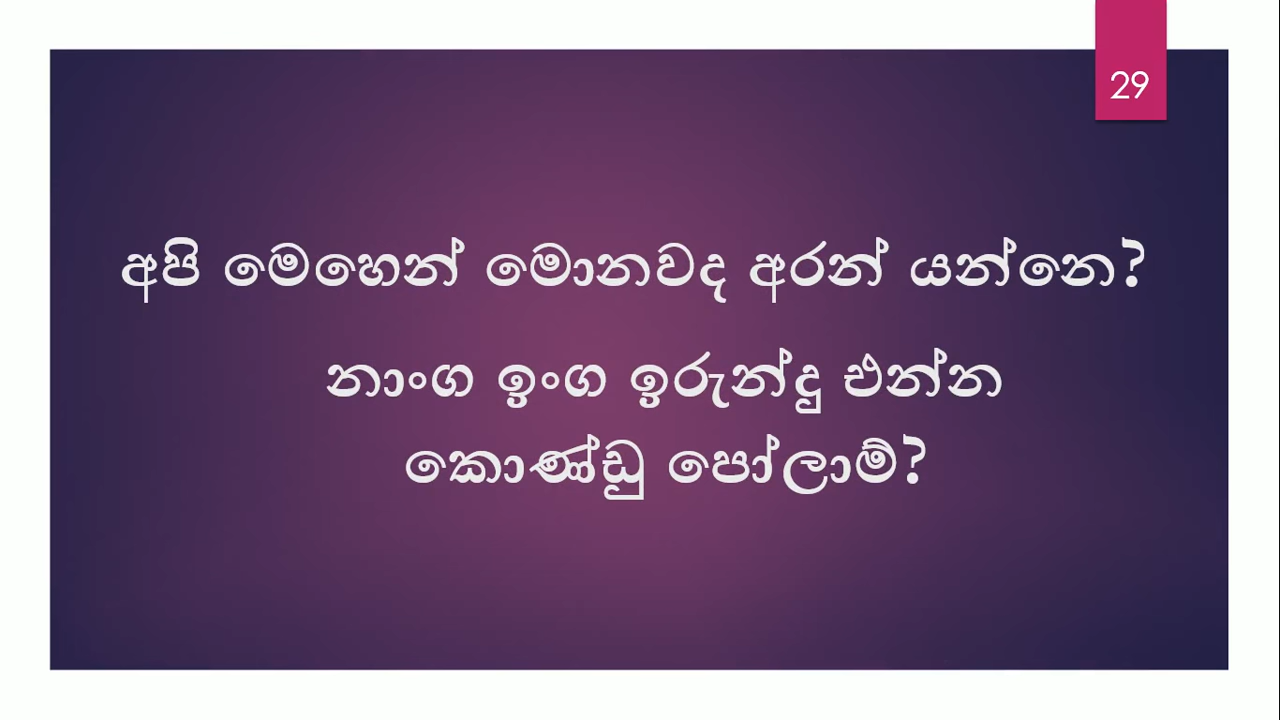 29
අපි මෙහෙන් මොනවද අරන් යන්නෙ?
නාංග ඉංග ඉරුන්දු එන්න
කොණ්ඩු පෝලාම්?